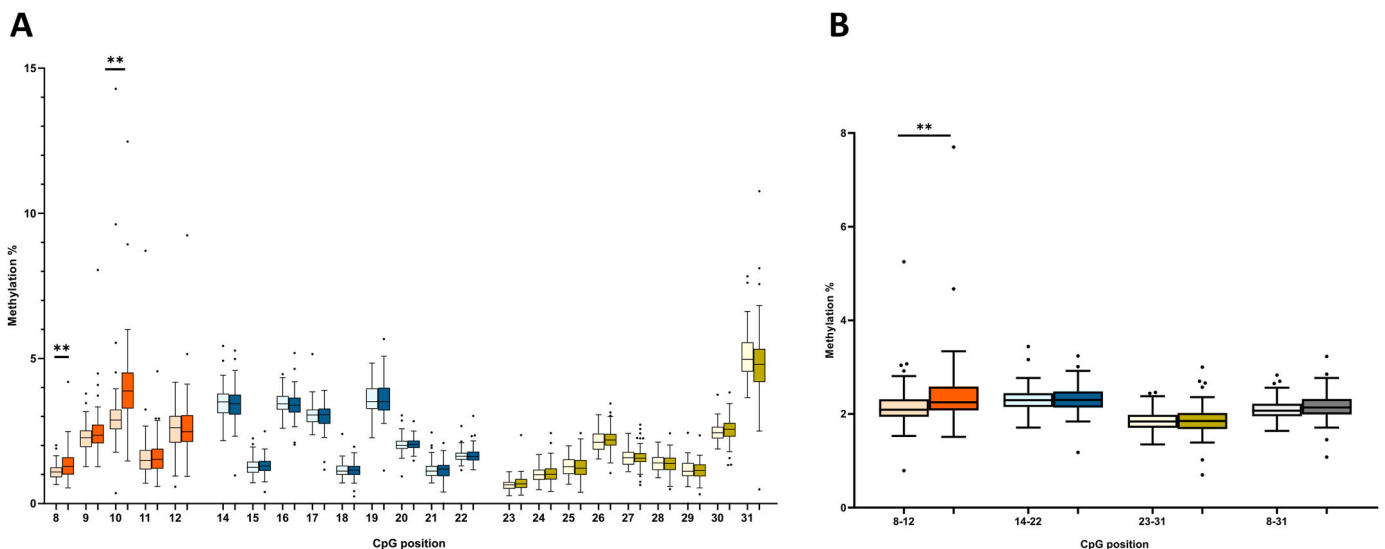 A
**
**
15
10
5
0
Methylation %
8 9 10 11 12 14 15 16 17 18 19 20 21 22 23 24 25 26 27 28 29 30 31
CpG position
B
**
8
6
4
2
0
Methylation %
8-12 14-22 23-31 8-31
CpG position